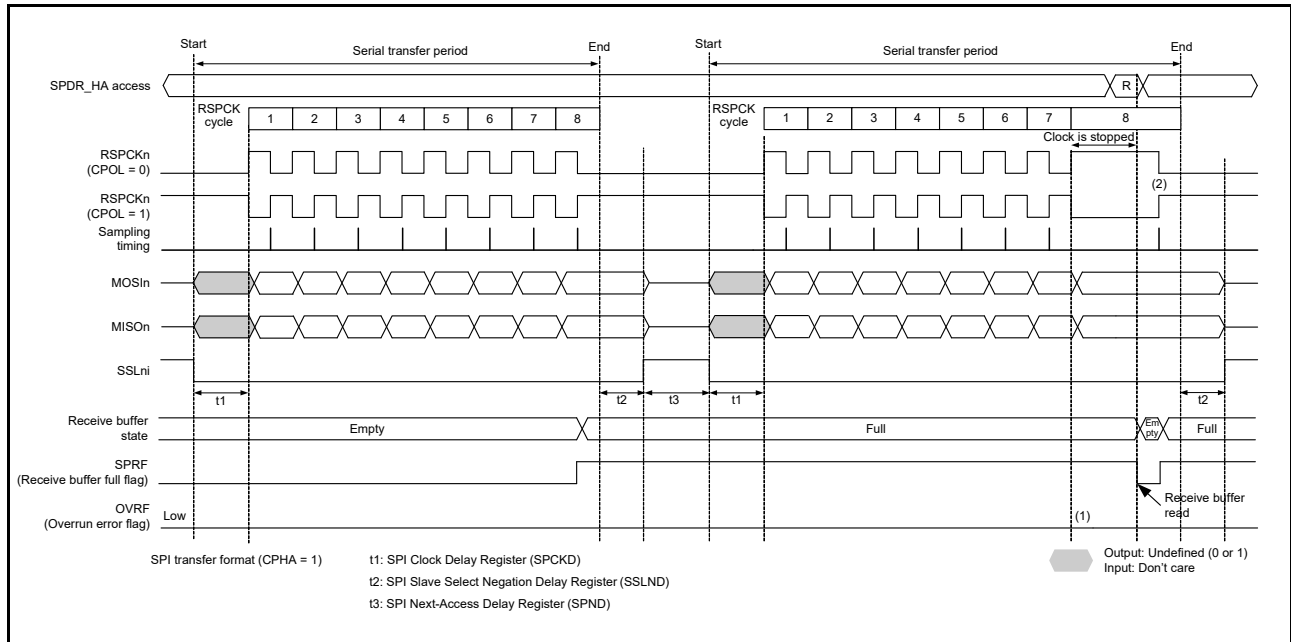 Start
End
Start
End
Serial transfer period
Serial transfer period
SPDR_HA access
R
RSPCK
cycle
1 2 3 4 5 6 7 8
RSPCK
cycle
1 2 3 4 5 6 7 8
Clock is stopped
RSPCKn
(CPOL = 0)
(2)
RSPCKn
(CPOL = 1)
Sampling
timing
MOSIn
MISOn
SSLni
t1
t2
t3
t1
t2
Receive buffer
state
Empty
Full
Em
pty
Full
SPRF
(Receive buffer full flag)
Receive buffer
read
OVRF
(Overrun error flag)
Low
(1)
SPI transfer format (CPHA = 1)
t1: SPI Clock Delay Register (SPCKD)
t2: SPI Slave Select Negation Delay Register (SSLND)
t3: SPI Next-Access Delay Register (SPND)
Output: Undefined (0 or 1)
Input: Don't care